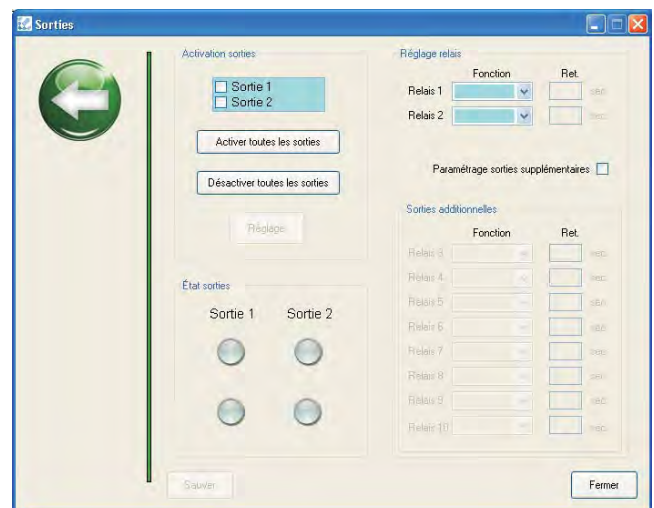 Sorties
Activation sorties
Sortie 1
Sortie 2
Activer toutes les sorties
Désactiver toutes les sorties
Réglage
État sorties
Sortie 1 Sortie 2
Sauver
Réglage relais
Fonction Ret.
Relais 1 sec.
Relais 2 sec.
Paramétrage sorties supplémentaires
Sorties additionnelles
Fonction Ret.
Relais 3 sec.
Relais 4 sec.
Relais 5 sec.
Relais 6 sec.
Relais 7 sec.
Relais 8 sec.
Relais 9 sec.
Relais 10 sec.
Fermer